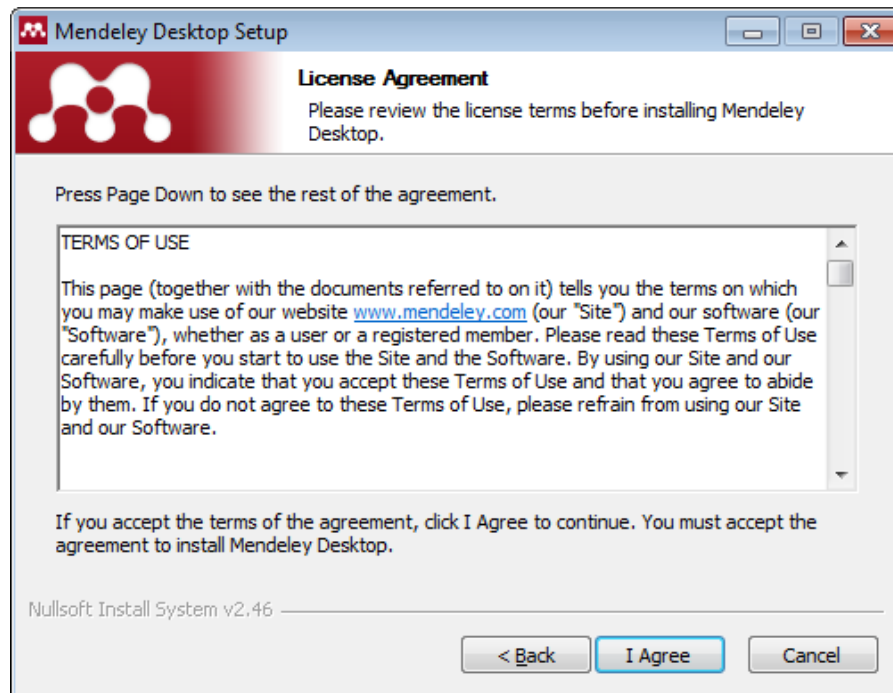 Mendeley Desktop Setup
License Agreement
Please review the license terms before installing Mendeley
Desktop.
Press Page Down to see the rest of the agreement.
TERMS OF USE
This page (together with the documents referred to on it) tells you the terms on which
you may make use of our website www.mendeley.com (our "Site") and our software (our
"Software"), whether as a user or a registered member. Please read these Terms of Use
carefully before you start to use the Site and the Software. By using our Site and our
Software, you indicate that you accept these Terms of Use and that you agree to abide
by them. If you do not agree to these Terms of Use, please refrain from using our Site
and our Software.
If you accept the terms of the agreement, click I Agree to continue. You must accept the
agreement to install Mendeley Desktop.
Nullsoft Install System v2.46
< Back
I Agree
Cancel